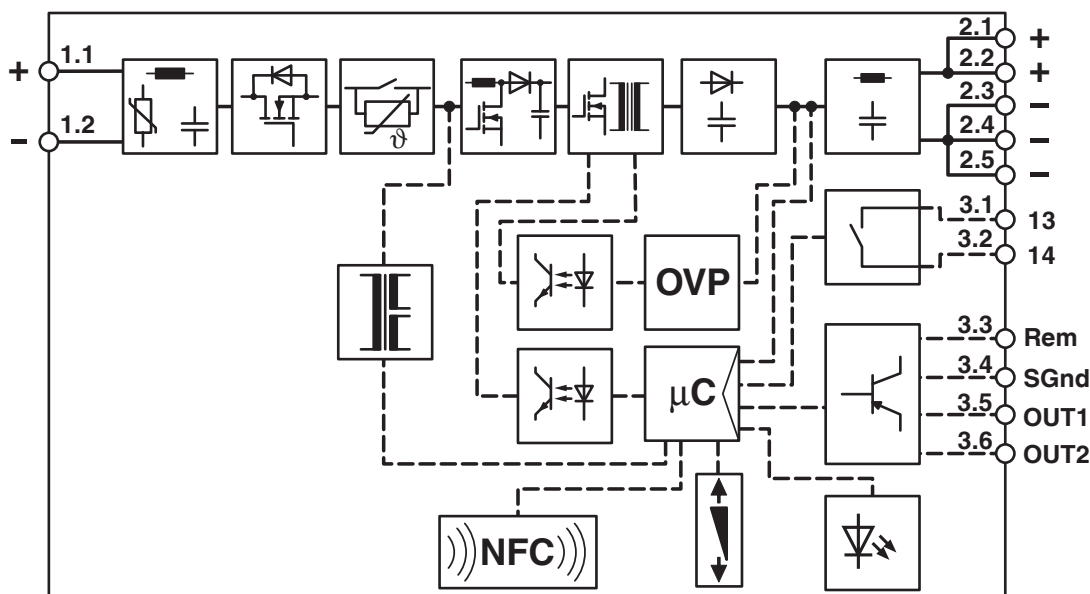 2.1 +
+ 1.1
2.2 +
2.3 –
– 1.2
2.4 –
2.5 –
ϑ
3.1 13
3.2 14
OVP
3.3 Rem
3.4 SGnd
µC
3.5 OUT1
3.6 OUT2
NFC